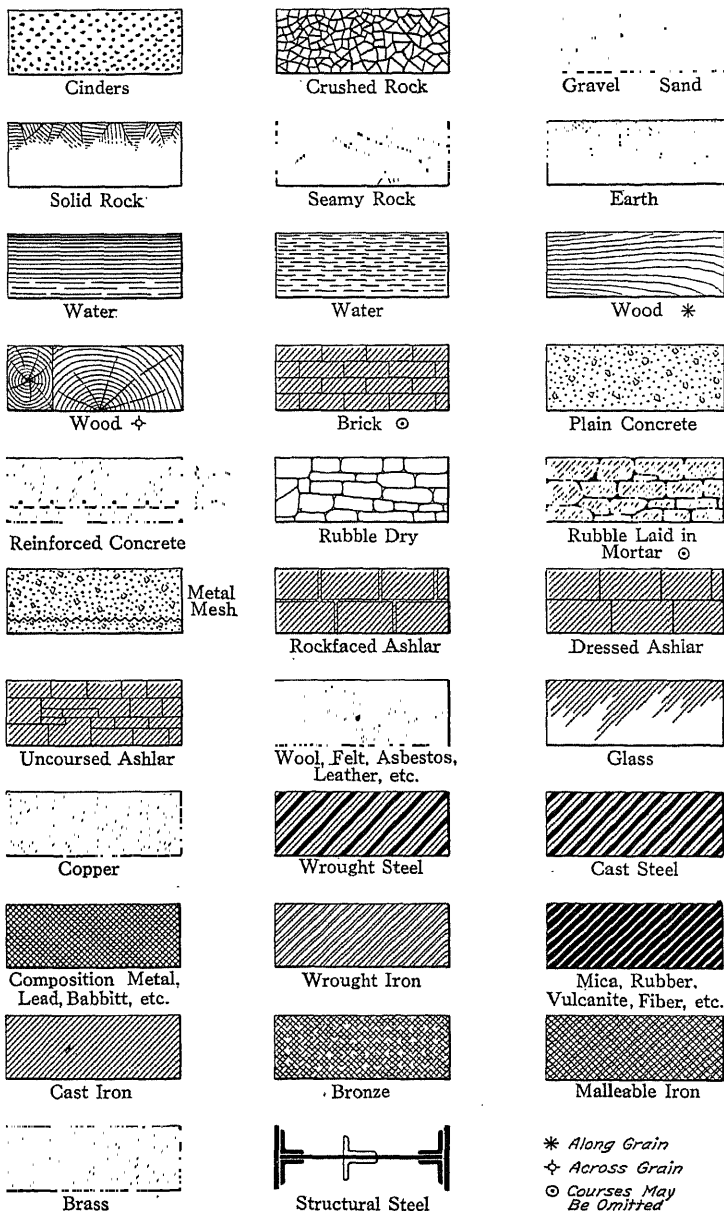 Cinders
Crushed Rock
Gravel Sand
Solid Rock
Seamy Rock
Earth
Water
Water
Wood *
Wood ⟡
Brick ⊙
Plain Concrete
Reinforced Concrete
Rubble Dry
Rubble Laid in
Mortar ⊙
Metal
Mesh
Rockfaced Ashlar
Dressed Ashlar
Uncoursed Ashlar
Wool, Felt, Asbestos,
Leather, etc.
Glass
Copper
Wrought Steel
Cast Steel
Composition Metal,
Lead, Babbitt, etc.
Wrought Iron
Mica, Rubber,
Vulcanite, Fiber, etc.
Cast Iron
Bronze
Malleable Iron
Brass
Structural Steel
* Along Grain
⟡ Across Grain
⊙ Courses May
Be Omitted